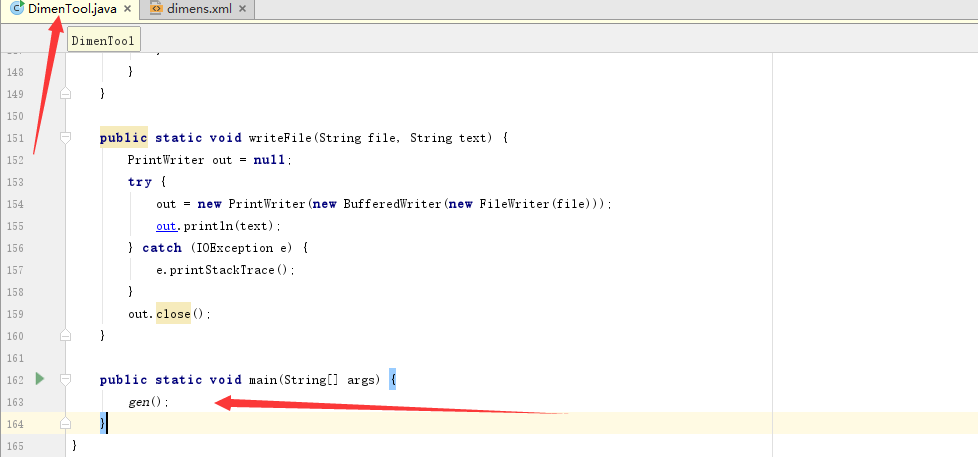 DimenTool.java × dimens.xml ×
DimenTool
148 }
149 }
150
151 public static void writeFile(String file, String text) {
152 PrintWriter out = null;
153 try {
154 out = new PrintWriter(new BufferedWriter(new FileWriter(file)));
155 out.println(text);
156 } catch (IOException e) {
157 e.printStackTrace();
158 }
159 out.close();
160 }
161
162 public static void main(String[] args) {
163 gen();
164 }
165 }